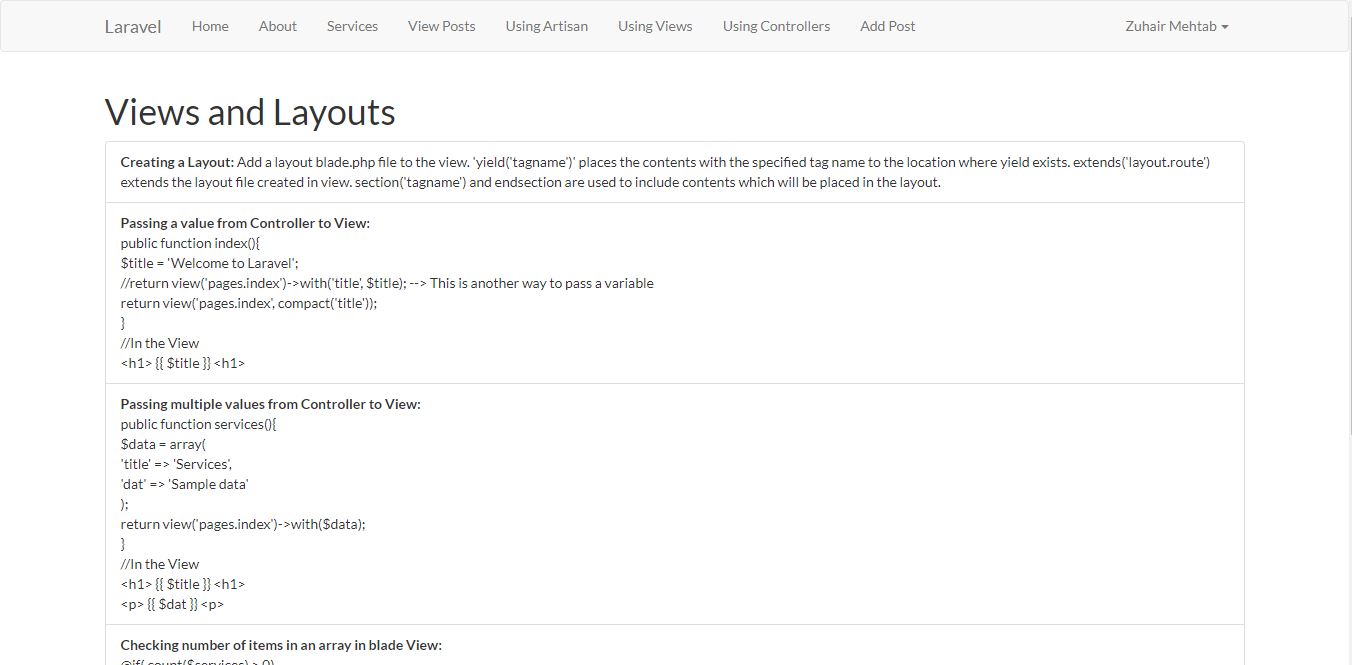 Laravel Home About Services View Posts Using Artisan Using Views Using Controllers Add Post Zuhair Mehtab
Views and Layouts
Creating a Layout: Add a layout blade.php file to the view. 'yield('tagname')' places the contents with the specified tag name to the location where yield exists. extends('layout.route')
extends the layout file created in view. section('tagname') and endsection are used to include contents which will be placed in the layout.
Passing a value from Controller to View:
public function index(){
$title = 'Welcome to Laravel';
//return view('pages.index')->with('title', $title); --> This is another way to pass a variable
return view('pages.index', compact('title'));
}
//In the View
<h1> {{ $title }} <h1>
Passing multiple values from Controller to View:
public function services(){
$data = array(
'title' => 'Services',
'dat' => 'Sample data'
);
return view('pages.index')->with($data);
}
//In the View
<h1> {{ $title }} <h1>
<p> {{ $dat }} <p>
Checking number of items in an array in blade View:
@if( count($services) > 0)